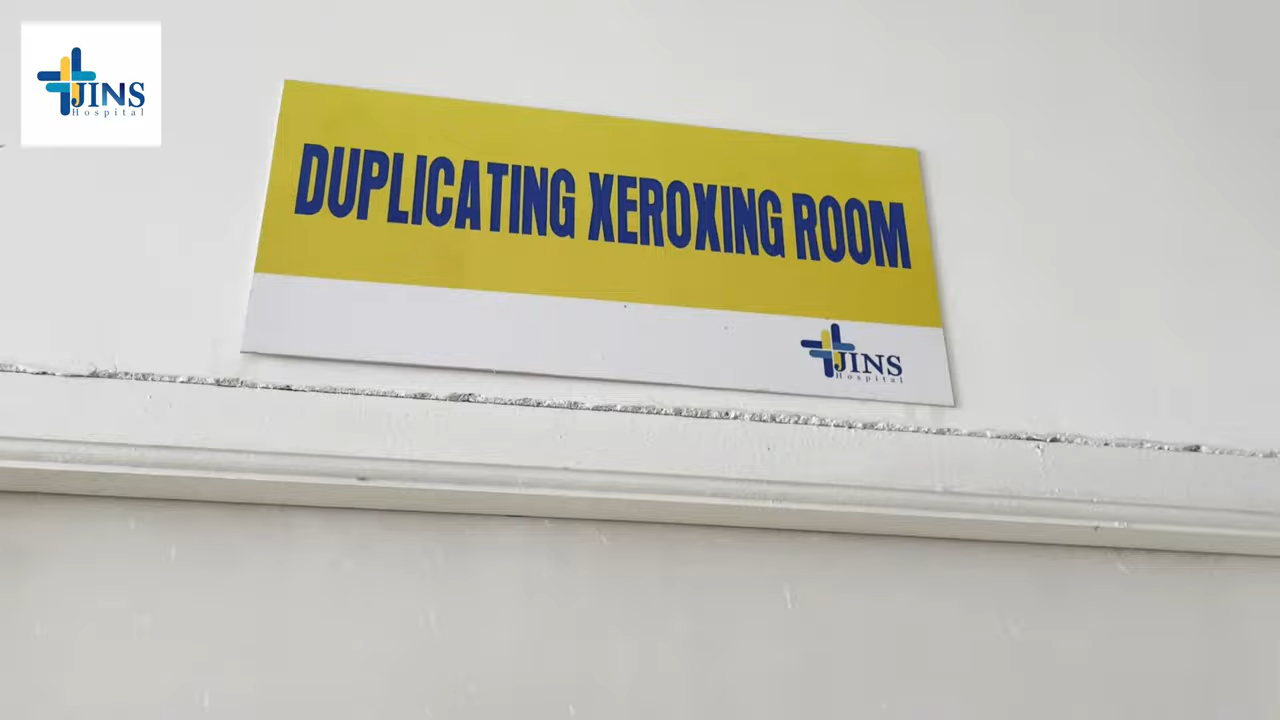 JINS
Hospital
DUPLICATING XEROXING ROOM
JINS
Hospital